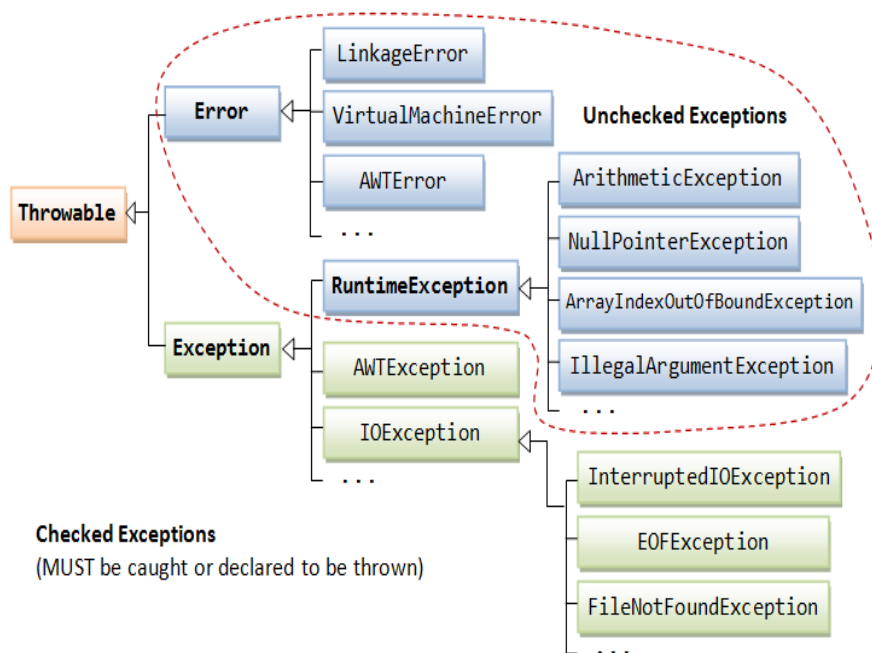 LinkageError
Error
VirtualMachineError
Unchecked Exceptions
AWTError
ArithmeticException
Throwable
...
NullPointerException
RuntimeException
ArrayIndexOutOfBoundException
Exception
AWTException
IllegalArgumentException
...
IOException
...
InterruptedIOException
Checked Exceptions
(MUST be caught or declared to be thrown)
EOFException
FileNotFoundException
...